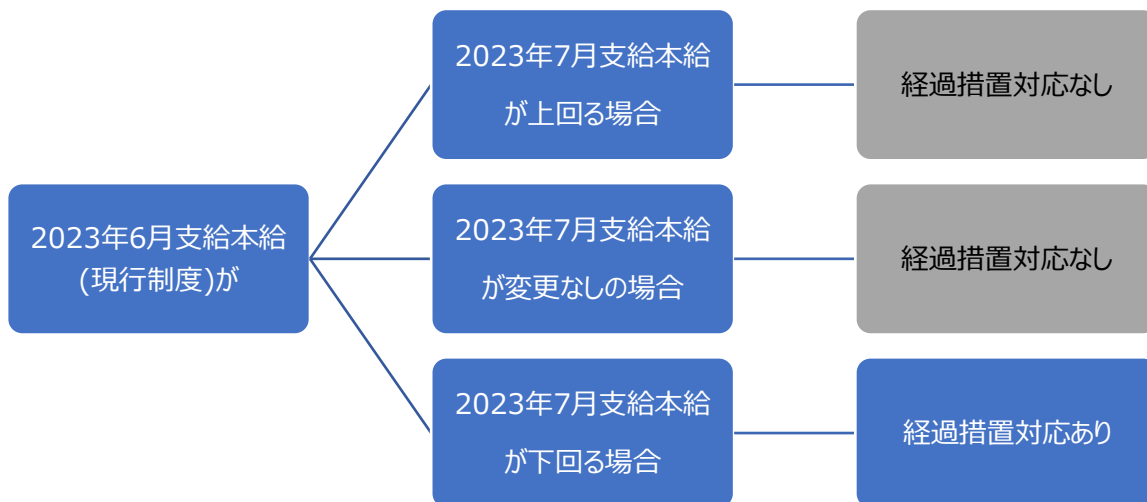 2023年6月支給本給
(現行制度)が
2023年7月支給本給
が上回る場合
経過措置対応なし
2023年7月支給本給
が変更なしの場合
経過措置対応なし
2023年7月支給本給
が下回る場合
経過措置対応あり